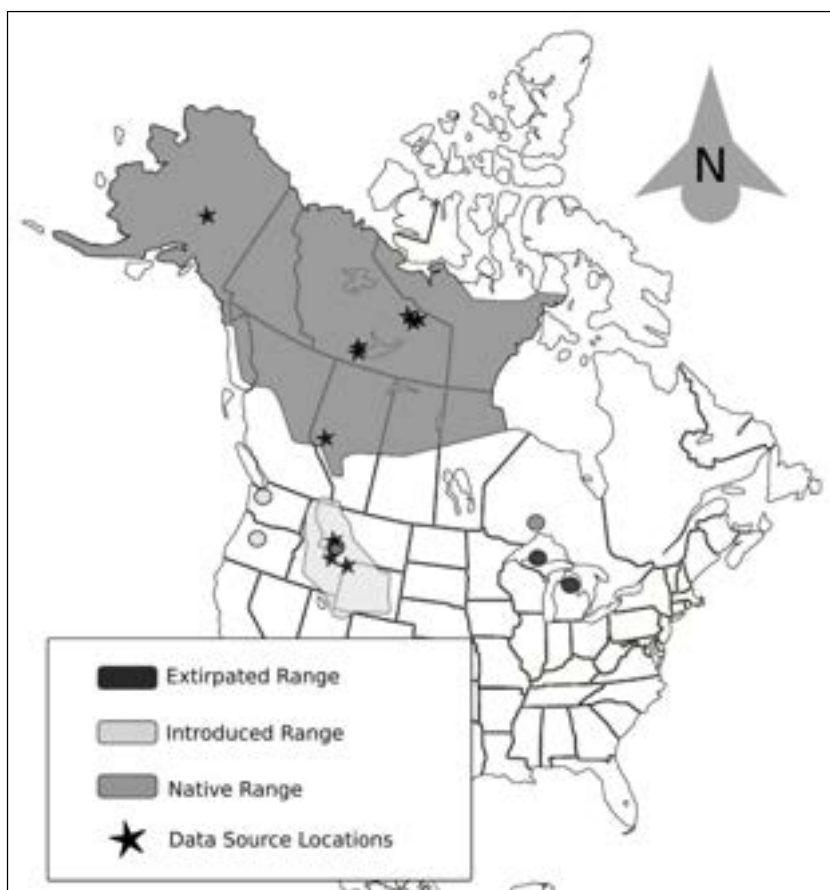 N
Extirpated Range
Introduced Range
Native Range
Data Source Locations